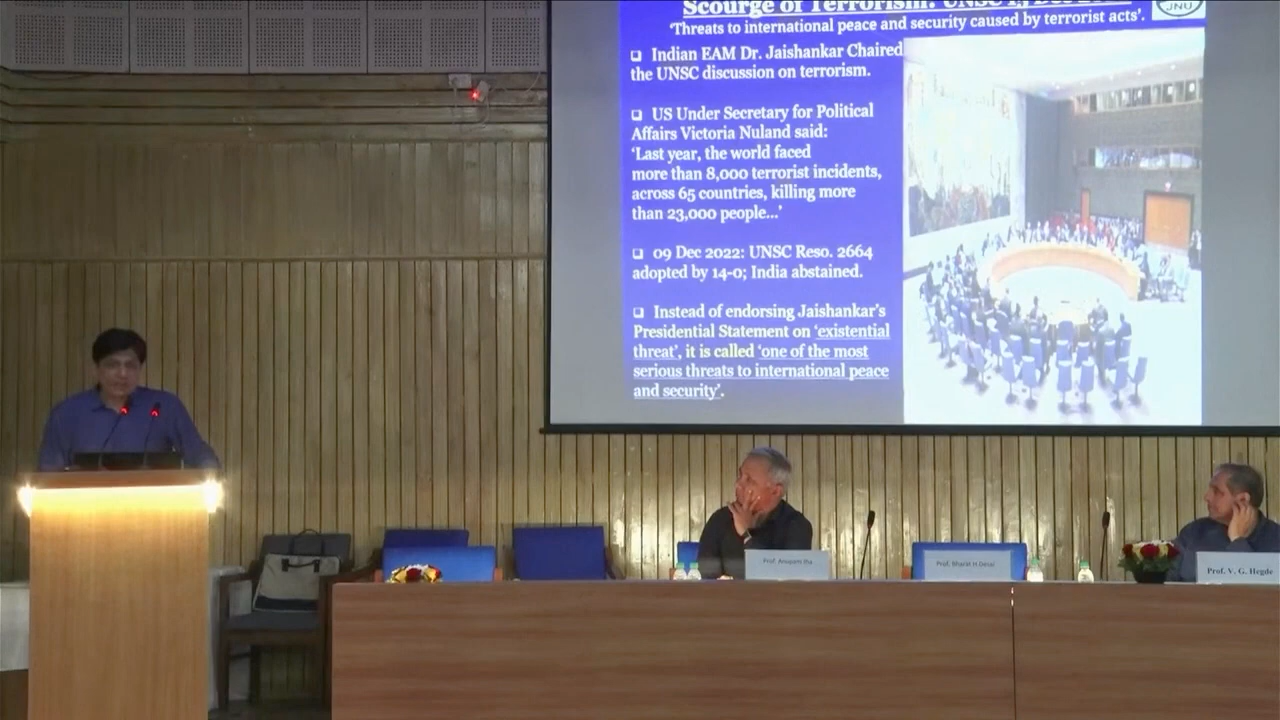 Scourge of Terrorism: UNSC
JNU
'Threats to international peace and security caused by terrorist acts'.
❑ Indian EAM Dr. Jaishankar Chaired
the UNSC discussion on terrorism.
❑ US Under Secretary for Political
Affairs Victoria Nuland said:
'Last year, the world faced
more than 8,000 terrorist incidents,
across 65 countries, killing more
than 23,000 people...'
❑ 09 Dec 2022: UNSC Reso. 2664
adopted by 14-0; India abstained.
❑ Instead of endorsing Jaishankar's
Presidential Statement on 'existential
threat', it is called 'one of the most
serious threats to international peace
and security'.
Prof. Anupam Jha
Prof. Bharat H Desai
Prof. V. G. Hegde